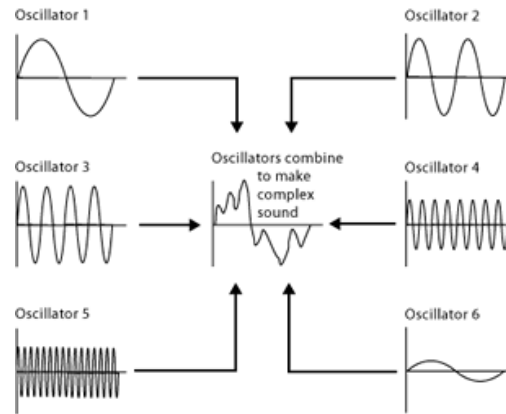 Oscillator 1
Oscillator 2
Oscillator 3
Oscillators combine
to make
complex
sound
Oscillator 4
Oscillator 5
Oscillator 6